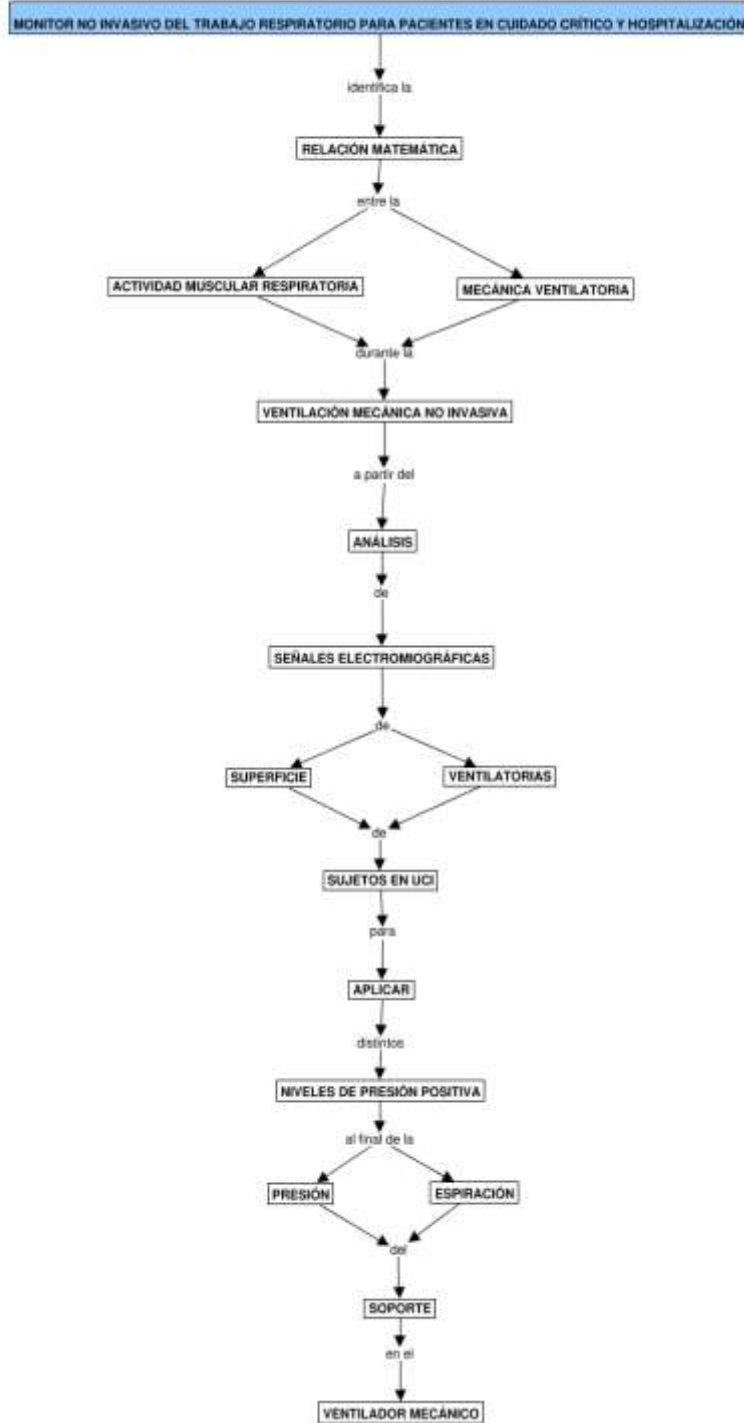 MONITOR NO INVASIVO DEL TRABAJO RESPIRATORIO PARA PACIENTES EN CUIDADO CRÍTICO Y HOSPITALIZACIÓN
identifica la
RELACIÓN MATEMÁTICA
entre la
ACTIVIDAD MUSCULAR RESPIRATORIA
MECÁNICA VENTILATORIA
durante la
VENTILACIÓN MECÁNICA NO INVASIVA
a partir del
ANÁLISIS
de
SEÑALES ELECTROMIOGRÁFICAS
de
SUPERFICIE
VENTILATORIAS
de
SUJETOS EN UCI
para
APLICAR
distintos
NIVELES DE PRESIÓN POSITIVA
al final de la
PRESIÓN
ESPIRACIÓN
del
SOPORTE
en el
VENTILADOR MECÁNICO